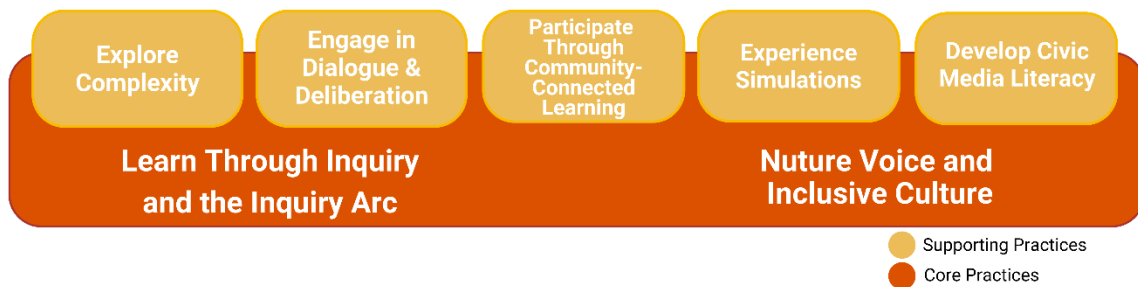 Explore
Complexity
Engage in
Dialogue &
Deliberation
Participate
Through
Community-
Connected
Learning
Experience
Simulations
Develop Civic
Media Literacy
Learn Through Inquiry
and the Inquiry Arc
Nuture Voice and
Inclusive Culture
Supporting Practices
Core Practices